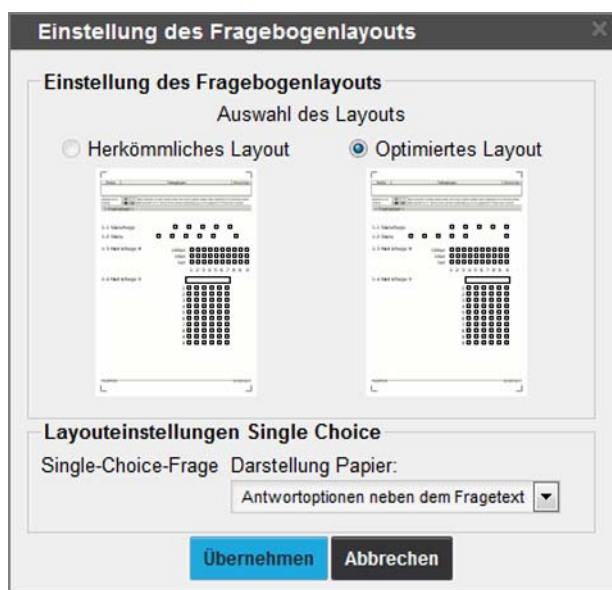 Einstellung des Fragebogenlayouts
Einstellung des Fragebogenlayouts
Auswahl des Layouts
Herkömmliches Layout
Optimiertes Layout
Layouteinstellungen Single Choice
Single-Choice-Frage Darstellung Papier:
Antwortoptionen neben dem Fragetext
Übernehmen Abbrechen